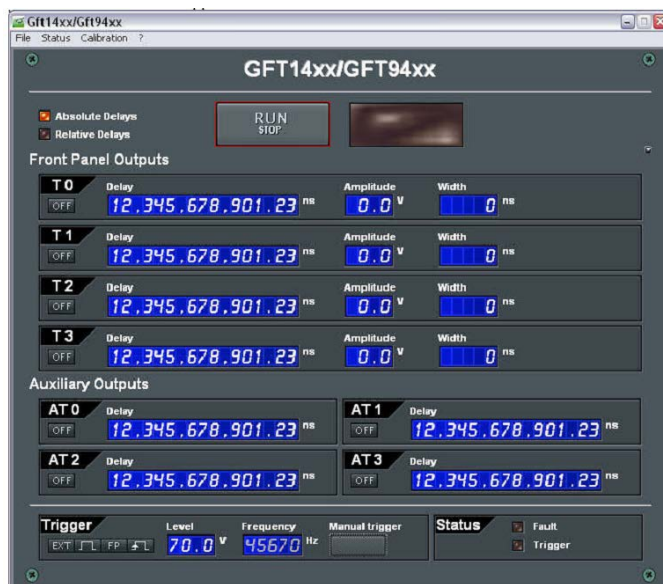 Gft14xx/Gft94xx
File Status Calibration ?
GFT14xx/GFT94xx
Absolute Delays
Relative Delays
RUN
STOP
Front Panel Outputs
T0 Delay Amplitude Width
OFF 12,345,678,901.23 ns 0.0 V 0 ns
T1 Delay Amplitude Width
OFF 12,345,678,901.23 ns 0.0 V 0 ns
T2 Delay Amplitude Width
OFF 12,345,678,901.23 ns 0.0 V 0 ns
T3 Delay Amplitude Width
OFF 12,345,678,901.23 ns 0.0 V 0 ns
Auxiliary Outputs
AT0 Delay AT1 Delay
OFF 12,345,678,901.23 ns OFF 12,345,678,901.23 ns
AT2 Delay AT3 Delay
OFF 12,345,678,901.23 ns OFF 12,345,678,901.23 ns
Trigger Level Frequency Manual trigger Status Fault
EXT FP 70.0 V 45670 Hz Trigger